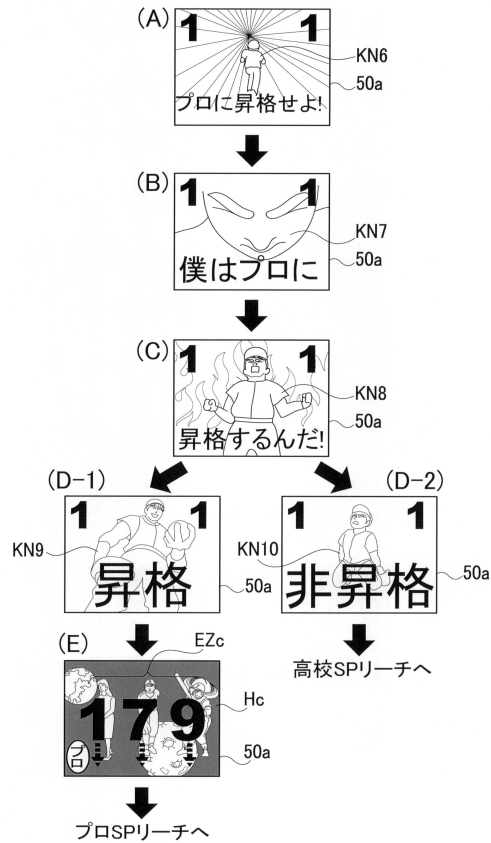 (A)
1 1
KN6
50a
プロに昇格せよ!
(B)
1 1
KN7
50a
僕はプロに
(C)
1 1
KN8
50a
昇格するんだ!
(D-1)
1 1
KN9
昇格
50a
(D-2)
1 1
KN10
非昇格
50a
高校SPリーチへ
(E)
EZc
Hc
1 7 9
プロ
50a
プロSPリーチへ